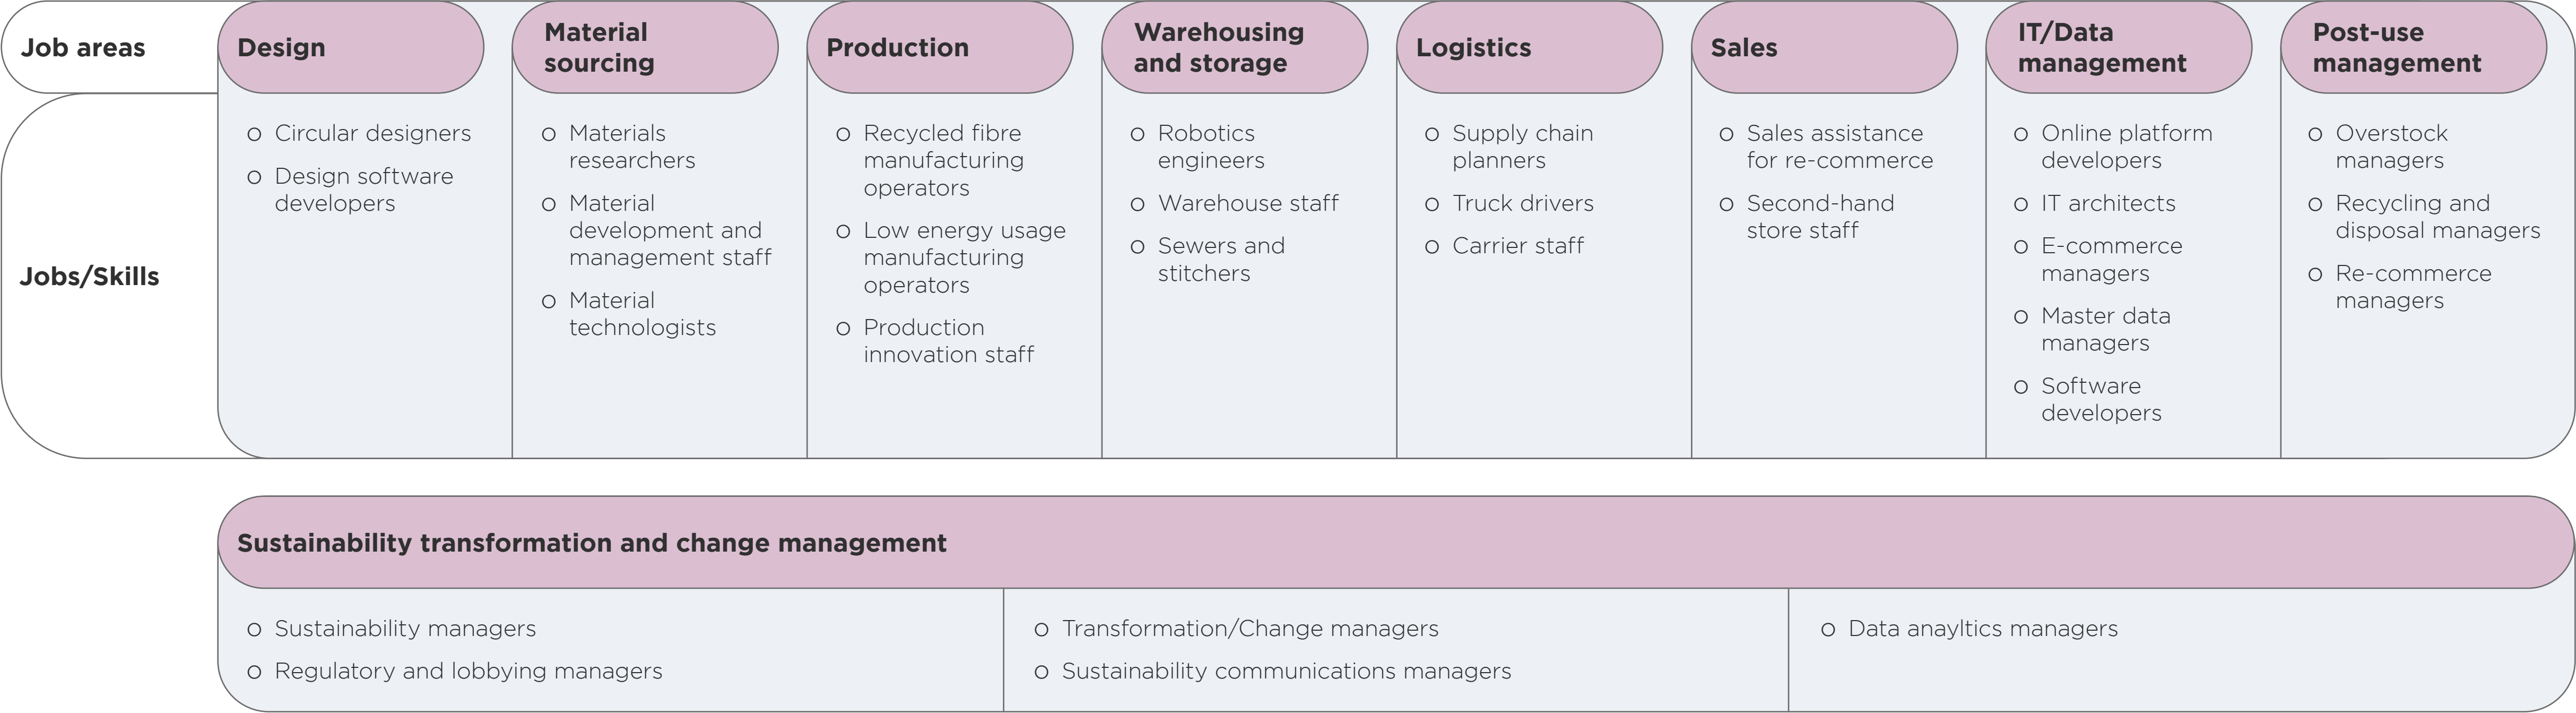 Job areas
Design
Material
sourcing
Production
Warehousing
and storage
Logistics
Sales
IT/Data
management
Post-use
management
Jobs/Skills
Circular designers
Design software
developers
Materials
researchers
Material
development and
management staff
Material
technologists
Recycled fibre
manufacturing
operators
Low energy usage
manufacturing
operators
Production
innovation staff
Robotics
engineers
Warehouse staff
Sewers and
stitchers
Supply chain
planners
Truck drivers
Carrier staff
Sales assistance
for re-commerce
Second-hand
store staff
Online platform
developers
IT architects
E-commerce
managers
Master data
managers
Software
developers
Overstock
managers
Recycling and
disposal managers
Re-commerce
managers
Sustainability transformation and change management
Sustainability managers
Regulatory and lobbying managers
Transformation/Change managers
Sustainability communications managers
Data anayltics managers